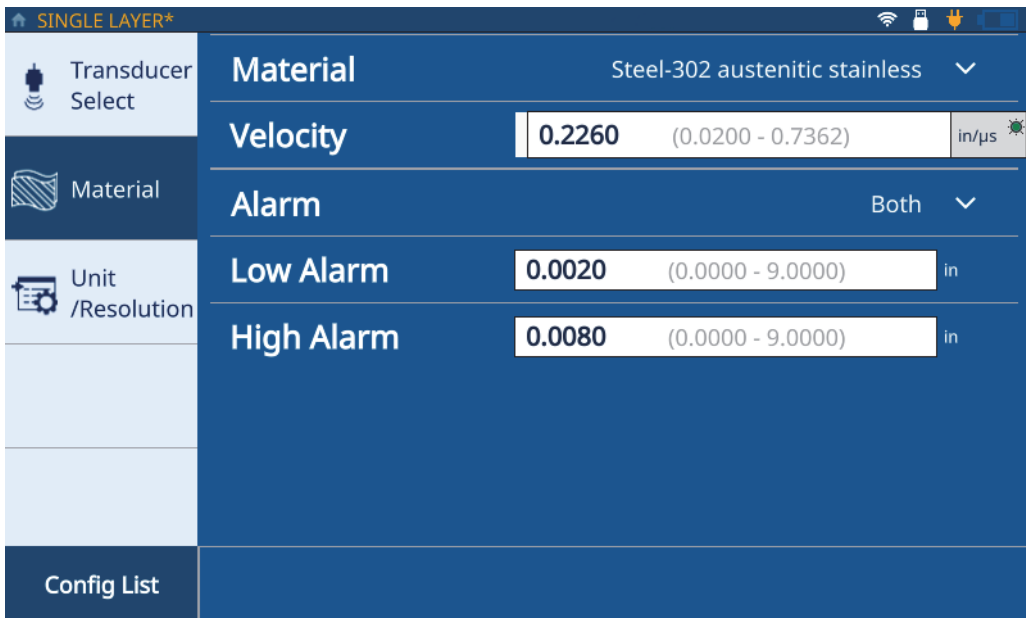 SINGLE LAYER*
Transducer
Select
Material
Unit
/Resolution
Config List
Material Steel-302 austenitic stainless
Velocity 0.2260 (0.0200 - 0.7362) in/µs
Alarm Both
Low Alarm 0.0020 (0.0000 - 9.0000) in
High Alarm 0.0080 (0.0000 - 9.0000) in